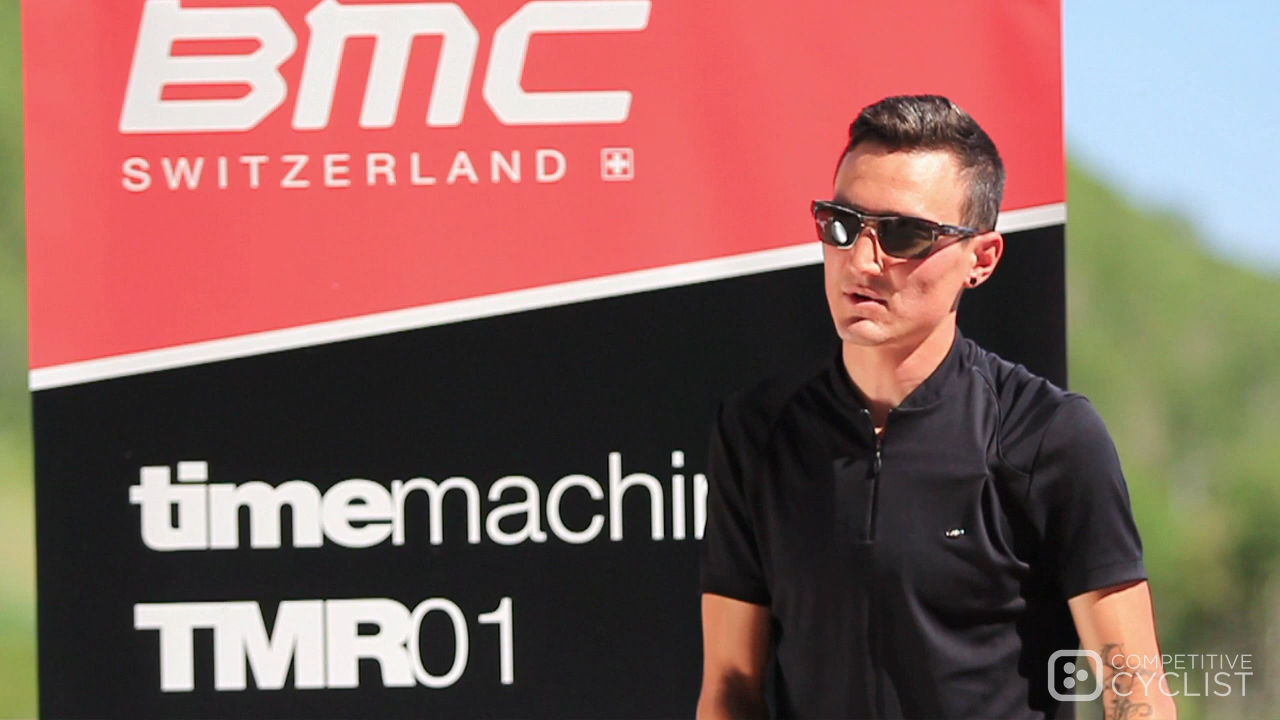 BMC
SWITZERLAND
timemachin
TMR01
COMPETITIVE
CYCLIST